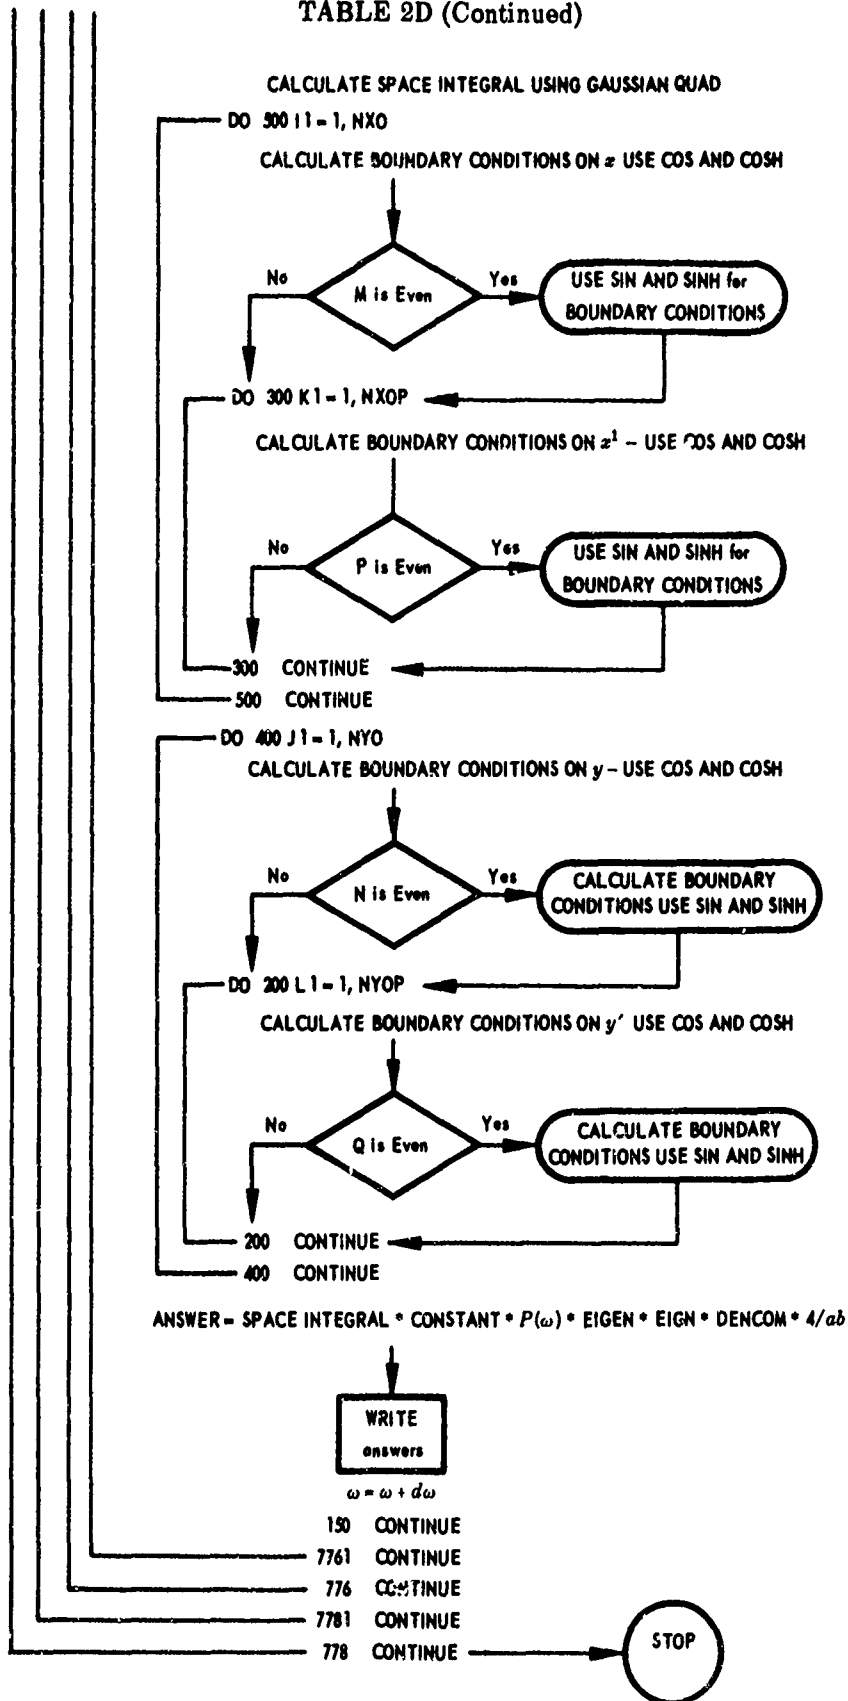 TABLE 2D (Continued)
CALCULATE SPACE INTEGRAL USING GAUSSIAN QUAD
DO 500 I1 = 1, NXO
CALCULATE BOUNDARY CONDITIONS ON x USE COS AND COSH
No
M is Even
Yes
USE SIN AND SINH for
BOUNDARY CONDITIONS
DO 300 K1 = 1, NXOP
CALCULATE BOUNDARY CONDITIONS ON x¹ – USE COS AND COSH
No
P is Even
Yes
USE SIN AND SINH for
BOUNDARY CONDITIONS
300 CONTINUE
500 CONTINUE
DO 400 J1 = 1, NYO
CALCULATE BOUNDARY CONDITIONS ON y – USE COS AND COSH
No
N is Even
Yes
CALCULATE BOUNDARY
CONDITIONS USE SIN AND SINH
DO 200 L1 = 1, NYOP
CALCULATE BOUNDARY CONDITIONS ON y′ USE COS AND COSH
No
Q is Even
Yes
CALCULATE BOUNDARY
CONDITIONS USE SIN AND SINH
200 CONTINUE
400 CONTINUE
ANSWER = SPACE INTEGRAL * CONSTANT * P(ω) * EIGEN * EIGN * DENCOM * 4/ab
WRITE
answers
ω = ω + dω
150 CONTINUE
7761 CONTINUE
776 CONTINUE
7781 CONTINUE
778 CONTINUE
STOP